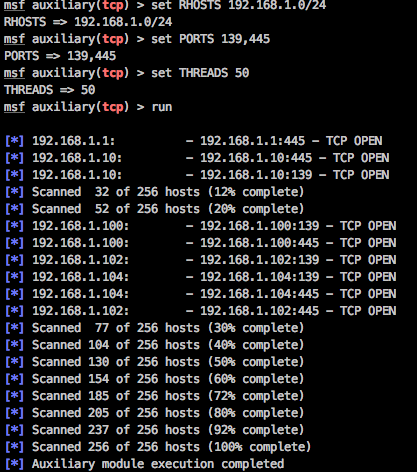 msf auxiliary(tcp) > set RHOSTS 192.168.1.0/24
RHOSTS => 192.168.1.0/24
msf auxiliary(tcp) > set PORTS 139,445
PORTS => 139,445
msf auxiliary(tcp) > set THREADS 50
THREADS => 50
msf auxiliary(tcp) > run
[*] 192.168.1.1:          - 192.168.1.1:445 - TCP OPEN
[*] 192.168.1.10:         - 192.168.1.10:445 - TCP OPEN
[*] 192.168.1.10:         - 192.168.1.10:139 - TCP OPEN
[*] Scanned  32 of 256 hosts (12% complete)
[*] Scanned  52 of 256 hosts (20% complete)
[*] 192.168.1.100:        - 192.168.1.100:139 - TCP OPEN
[*] 192.168.1.100:        - 192.168.1.100:445 - TCP OPEN
[*] 192.168.1.102:        - 192.168.1.102:139 - TCP OPEN
[*] 192.168.1.104:        - 192.168.1.104:139 - TCP OPEN
[*] 192.168.1.104:        - 192.168.1.104:445 - TCP OPEN
[*] 192.168.1.102:        - 192.168.1.102:445 - TCP OPEN
[*] Scanned  77 of 256 hosts (30% complete)
[*] Scanned 104 of 256 hosts (40% complete)
[*] Scanned 130 of 256 hosts (50% complete)
[*] Scanned 154 of 256 hosts (60% complete)
[*] Scanned 185 of 256 hosts (72% complete)
[*] Scanned 205 of 256 hosts (80% complete)
[*] Scanned 237 of 256 hosts (92% complete)
[*] Scanned 256 of 256 hosts (100% complete)
[*] Auxiliary module execution completed